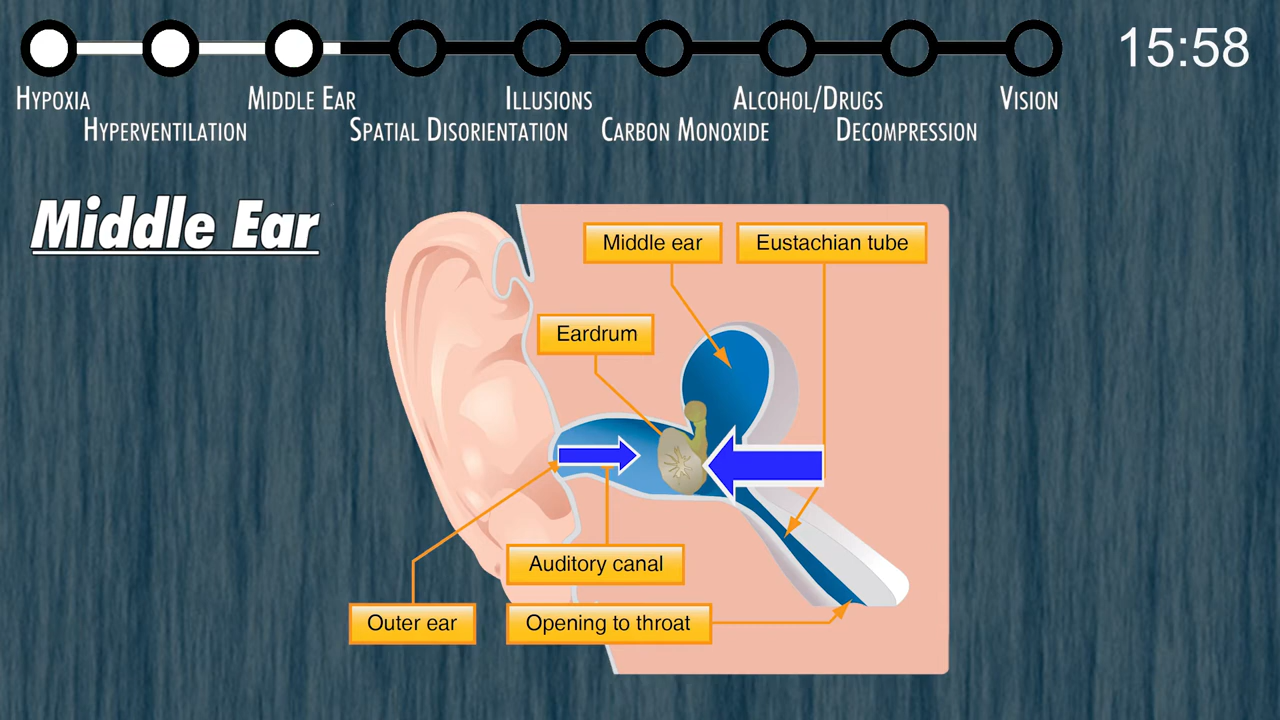 15:58
HYPOXIA
MIDDLE EAR
ILLUSIONS
ALCOHOL/DRUGS
VISION
HYPERVENTILATION
SPATIAL DISORIENTATION
CARBON MONOXIDE
DECOMPRESSION
Middle Ear
Middle ear
Eustachian tube
Eardrum
Auditory canal
Outer ear
Opening to throat